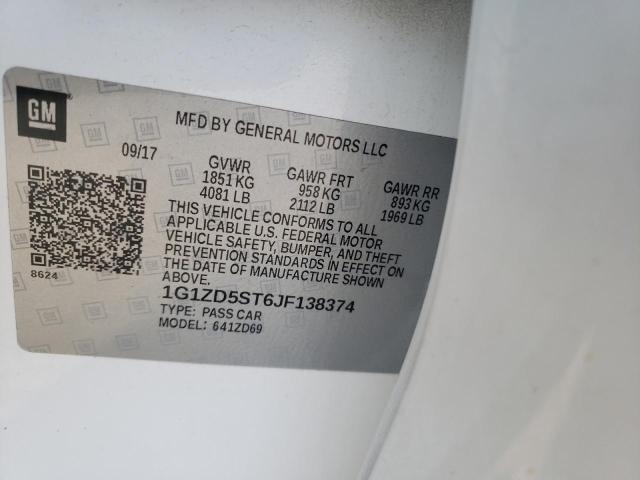 GM
MFD BY GENERAL MOTORS LLC
09/17
GVWR GAWR FRT GAWR RR
1851 KG 958 KG 893 KG
4081 LB 2112 LB 1969 LB
THIS VEHICLE CONFORMS TO ALL
APPLICABLE U.S. FEDERAL MOTOR
VEHICLE SAFETY, BUMPER, AND THEFT
PREVENTION STANDARDS IN EFFECT ON
THE DATE OF MANUFACTURE SHOWN
ABOVE.
8624
1G1ZD5ST6JF138374
TYPE: PASS CAR
MODEL: 641ZD69